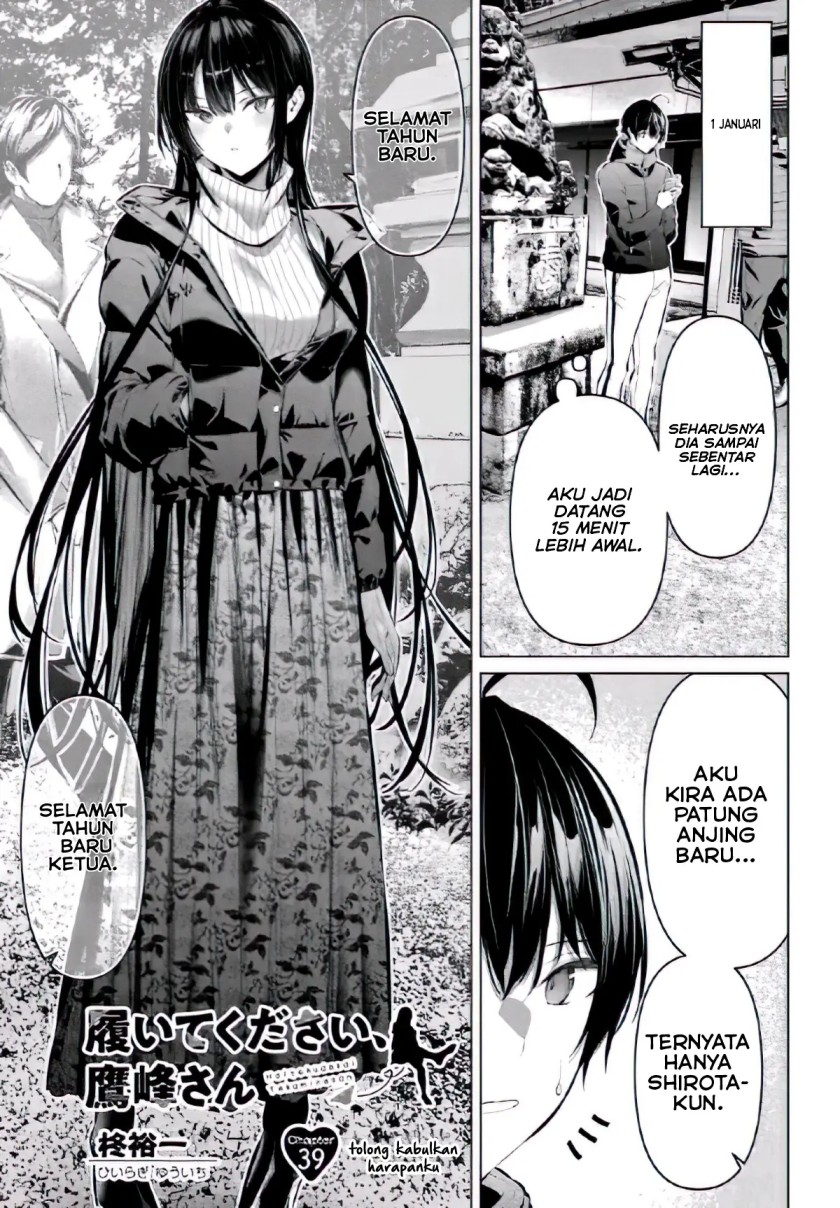 1 JANUARI
SEHARUSNYA
DIA SAMPAI
SEBENTAR
LAGI...
AKU JADI
DATANG
15 MENIT
LEBIH AWAL.
AKU
KIRA ADA
PATUNG
ANJING
BARU...
TERNYATA
HANYA
SHIROTA-
KUN.
SELAMAT
TAHUN
BARU.
SELAMAT
TAHUN
BARU
KETUA.
履いてください、
鷹峰さん
柊裕一
ひいらぎゆういち
Chapter
39
tolong kabulkan
harapanku